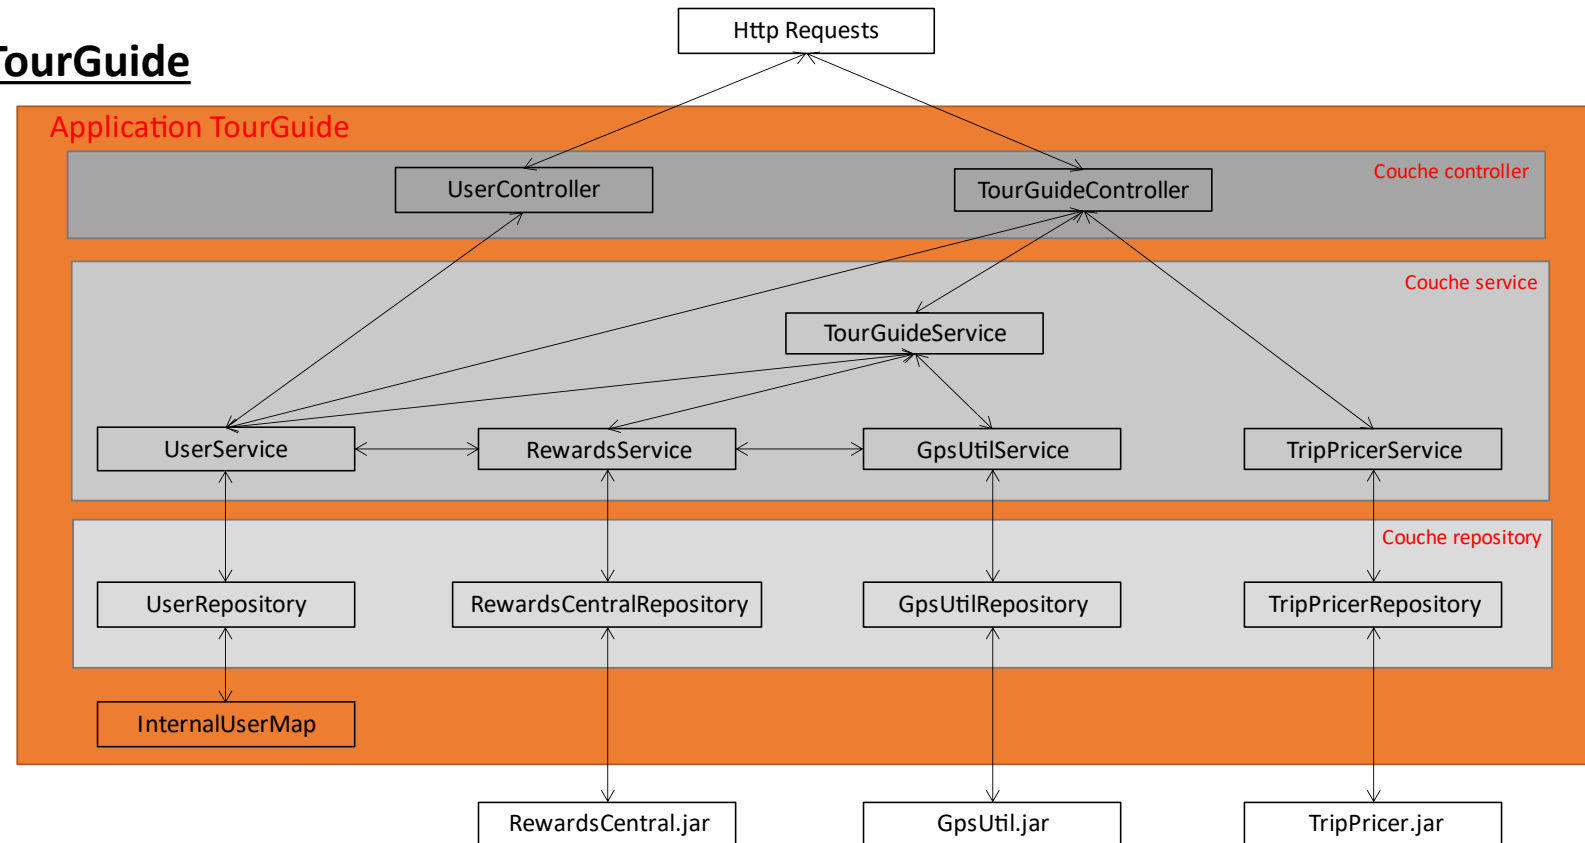 Http Requests
TourGuide
Application TourGuide
Couche controller
UserController
TourGuideController
Couche service
TourGuideService
UserService
RewardsService
GpsUtilService
TripPricerService
Couche repository
UserRepository
RewardsCentralRepository
GpsUtilRepository
TripPricerRepository
InternalUserMap
RewardsCentral.jar
GpsUtil.jar
TripPricer.jar